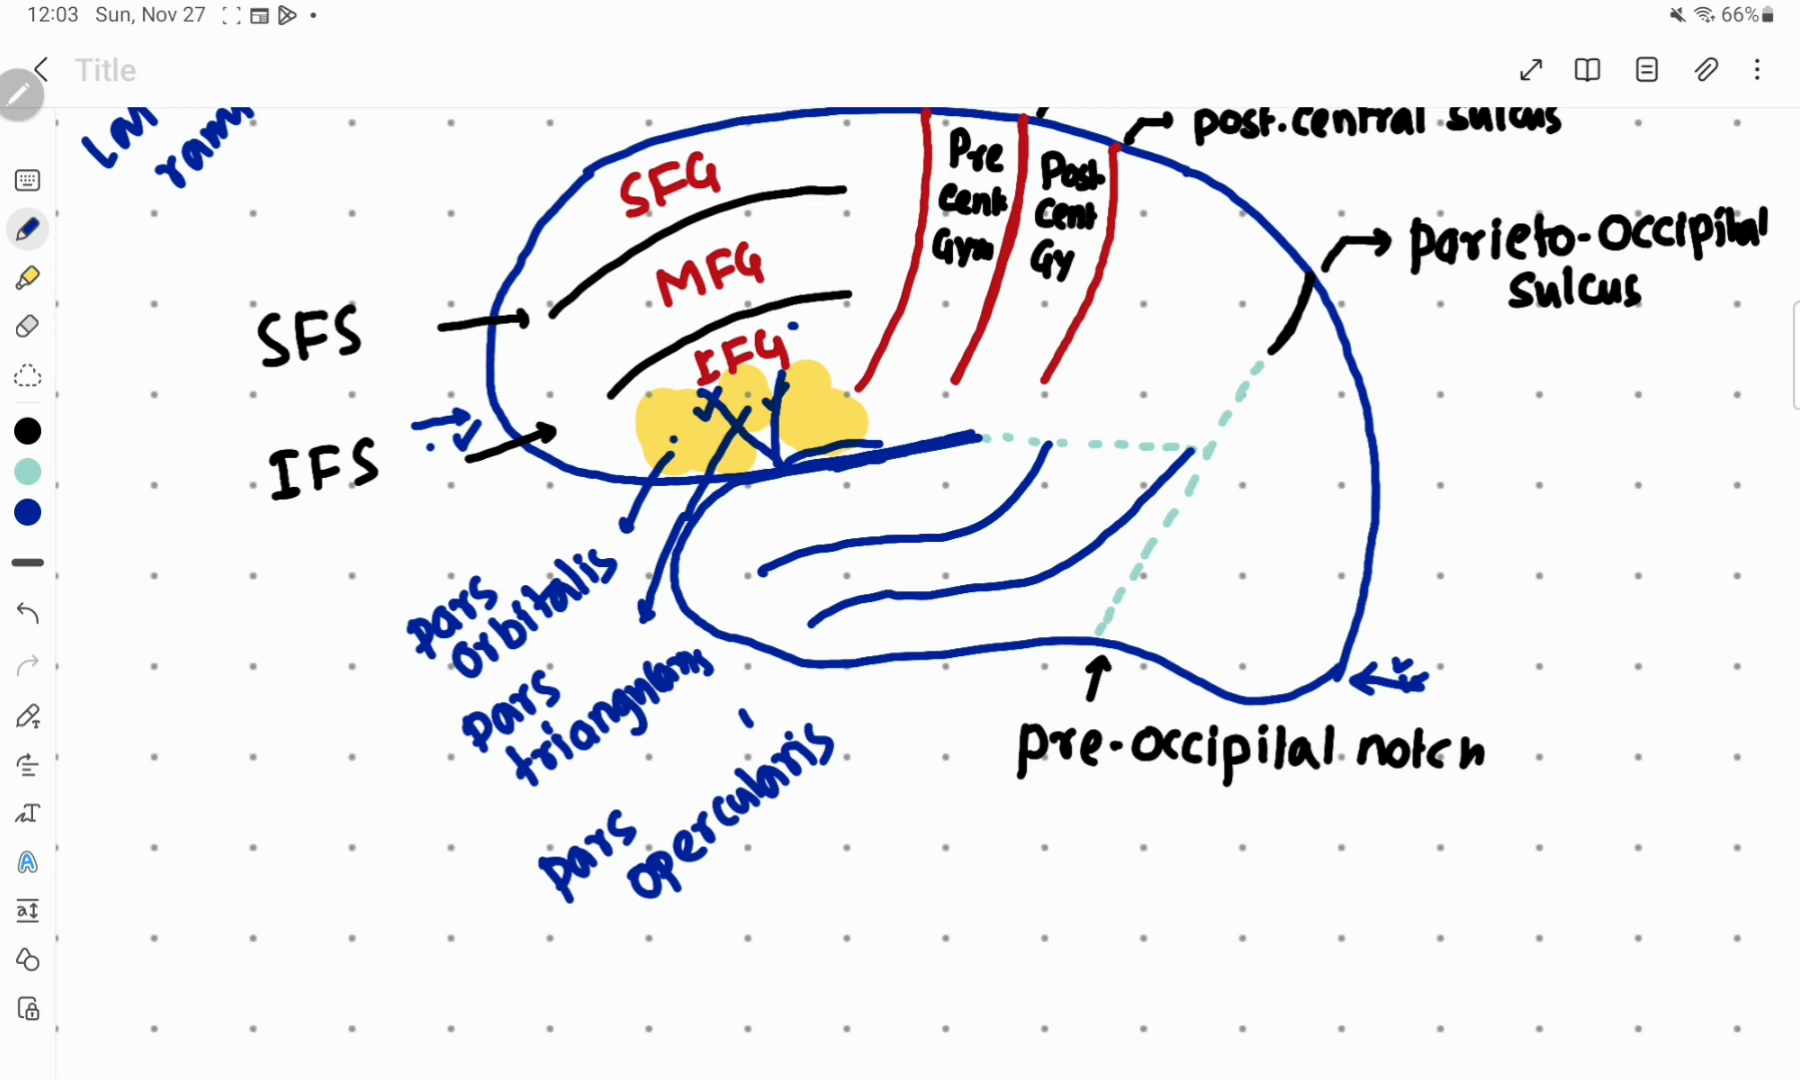 12:03 Sun, Nov 27
66%
Title
post.central sulcus
SFG
Pre
Cent
Gym
Post
Cent
Gy
parieto-occipital
sulcus
MFG
SFS
IFG
IFS
pars
orbitalis
pars
triangularis
pars
opercularis
pre-occipital notch